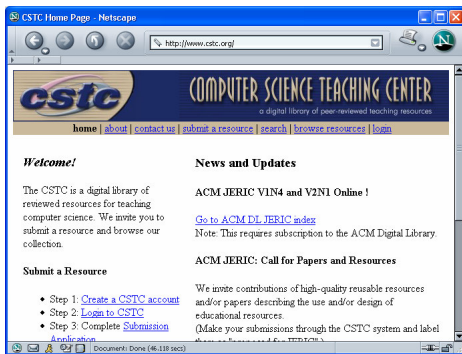 CSTC Home Page - Netscape
http://www.cstc.org/
cstc
COMPUTER SCIENCE TEACHING CENTER
a digital library of peer-reviewed teaching resources
home | about | contact us | submit a resource | search | browse resources | login
Welcome!
The CSTC is a digital library of
reviewed resources for teaching
computer science. We invite you to
submit a resource and browse our
collection.
Submit a Resource
Step 1: Create a CSTC account
Step 2: Login to CSTC
Step 3: Complete Submission
Application
News and Updates
ACM JERIC V1N4 and V2N1 Online !
Go to ACM DL JERIC index
Note: This requires subscription to the ACM Digital Library.
ACM JERIC: Call for Papers and Resources
We invite contributions of high-quality reusable resources
and/or papers describing the use and/or design of
educational resources.
(Make your submissions through the CSTC system and label
Document: Done (46.118 secs)